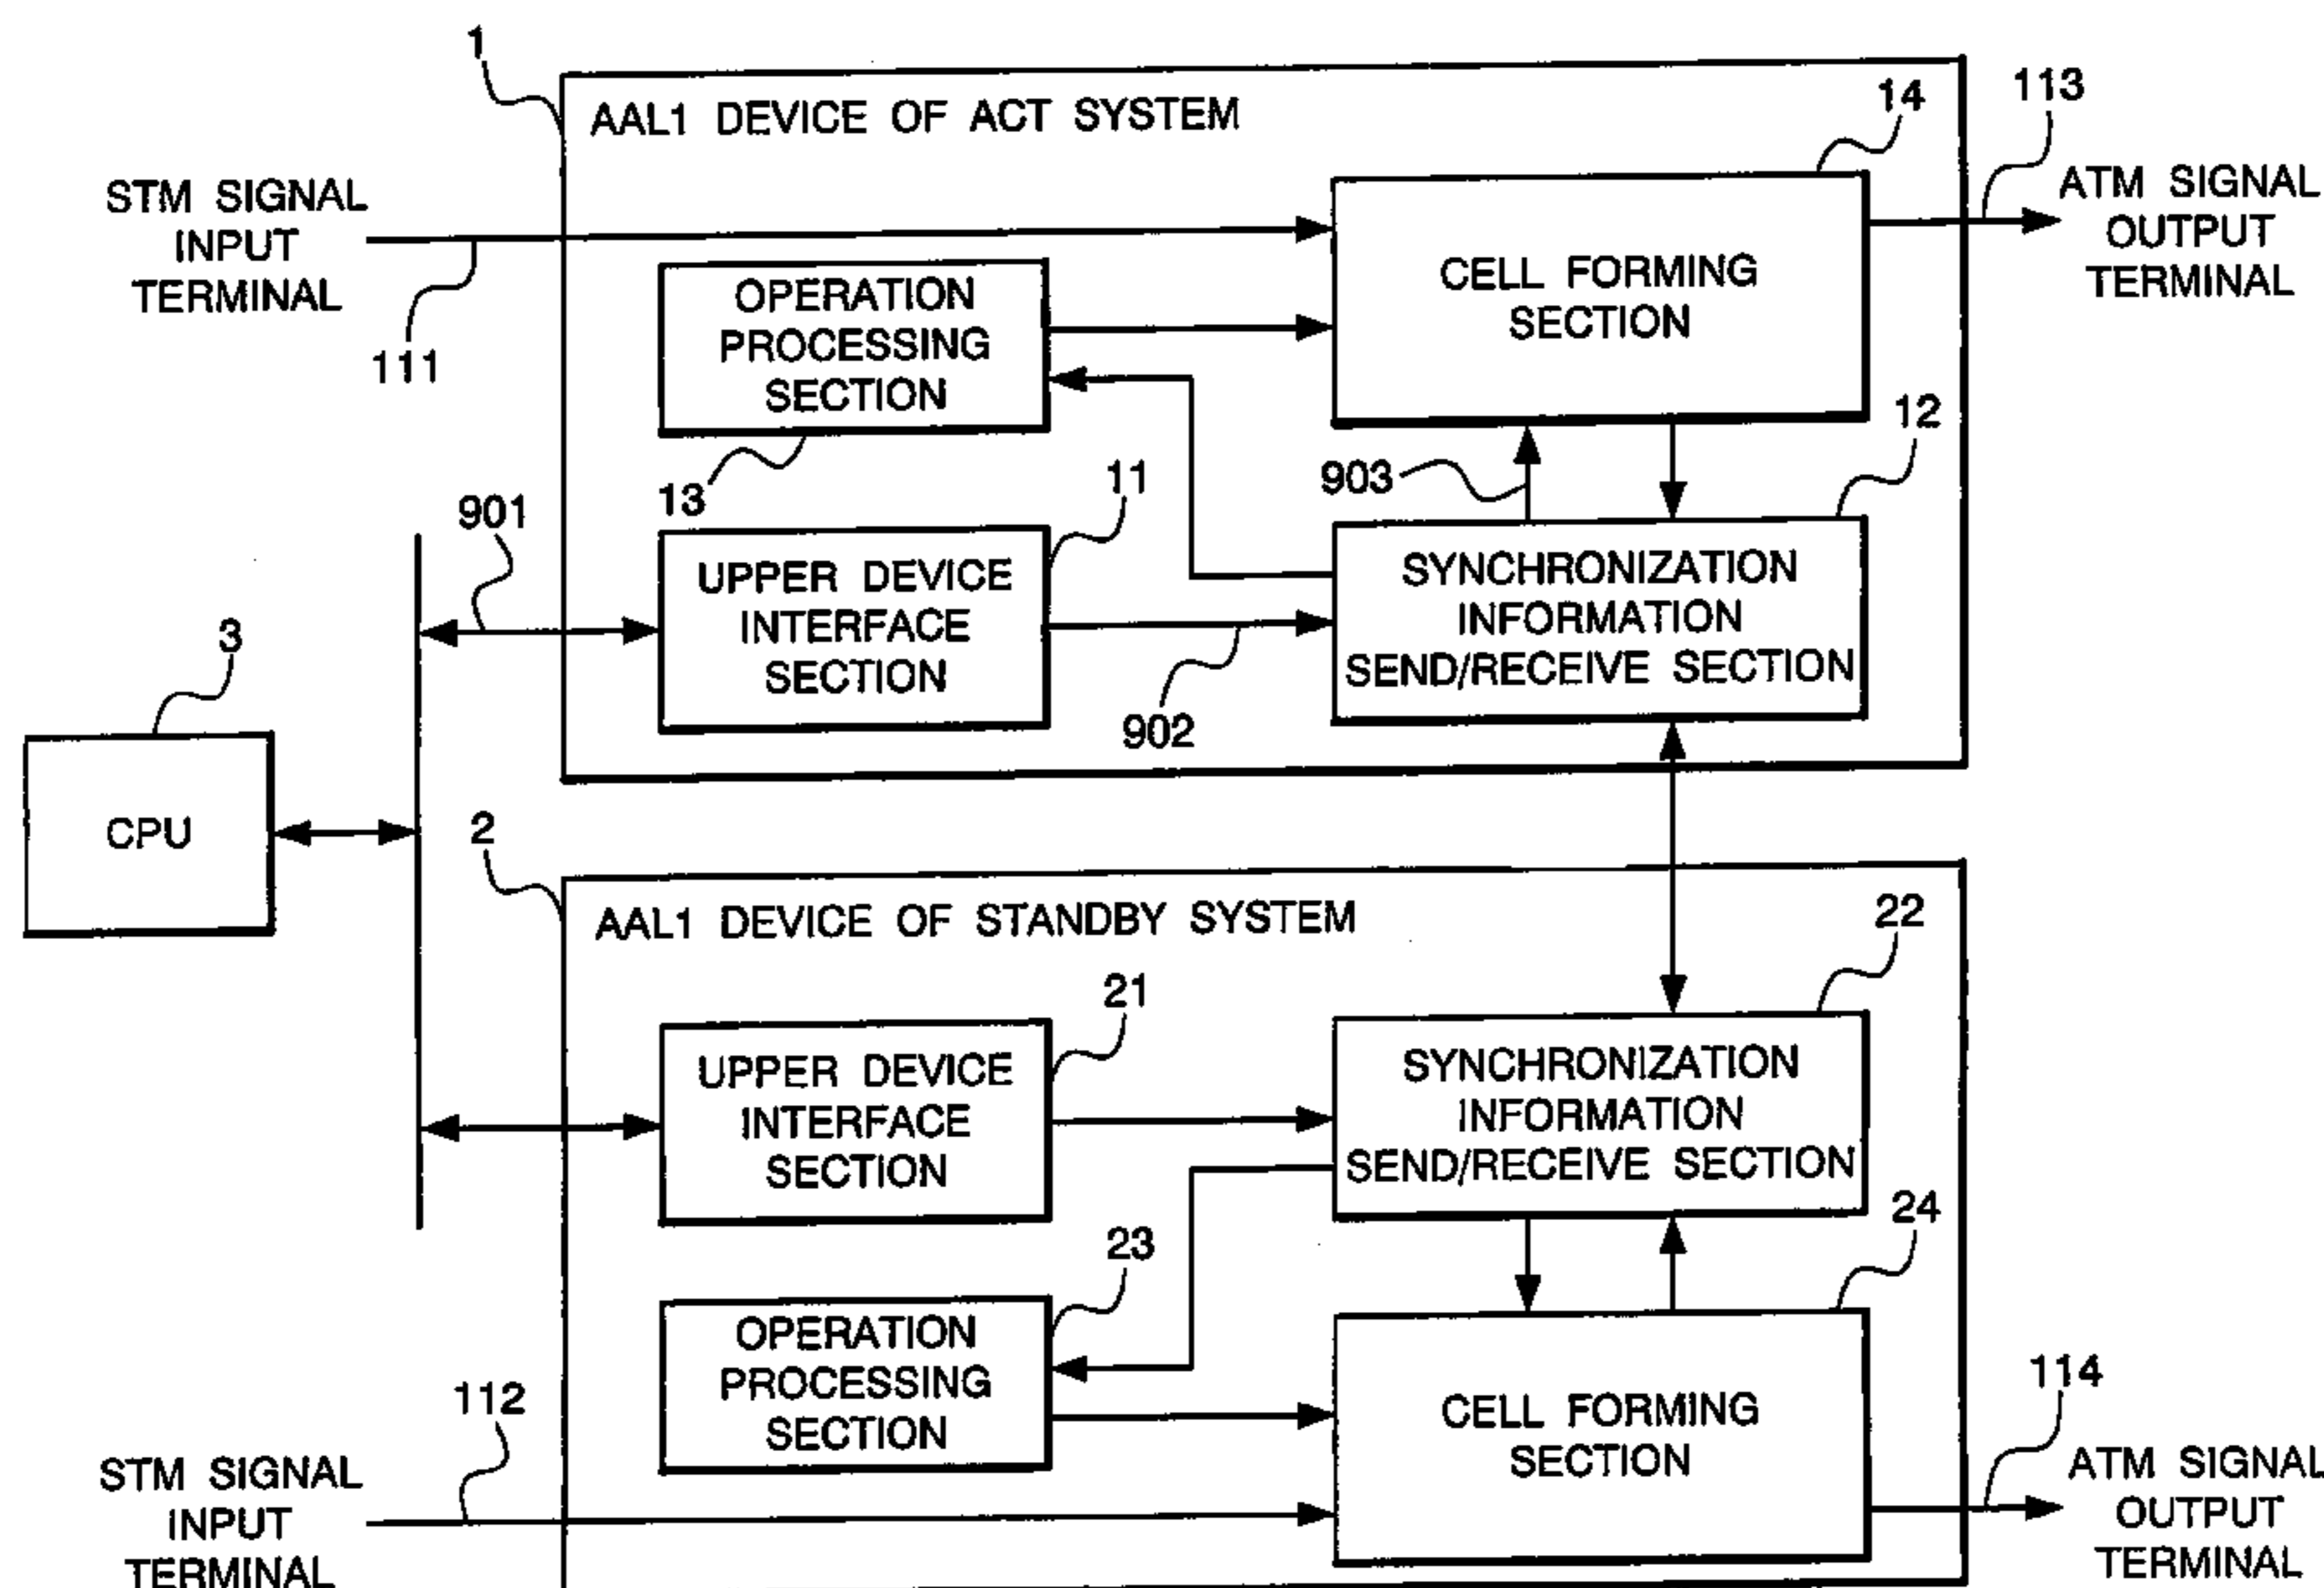 1
AAL1 DEVICE OF ACT SYSTEM
14
113
STM SIGNAL
INPUT
TERMINAL
111
OPERATION
PROCESSING
SECTION
13
CELL FORMING
SECTION
ATM SIGNAL
OUTPUT
TERMINAL
12
903
11
901
UPPER DEVICE
INTERFACE
SECTION
902
SYNCHRONIZATION
INFORMATION
SEND/RECEIVE SECTION
3
CPU
2
AAL1 DEVICE OF STANDBY SYSTEM
22
21
UPPER DEVICE
INTERFACE
SECTION
SYNCHRONIZATION
INFORMATION
SEND/RECEIVE SECTION
24
23
OPERATION
PROCESSING
SECTION
CELL FORMING
SECTION
112
STM SIGNAL
INPUT
TERMINAL
114
ATM SIGNAL
OUTPUT
TERMINAL